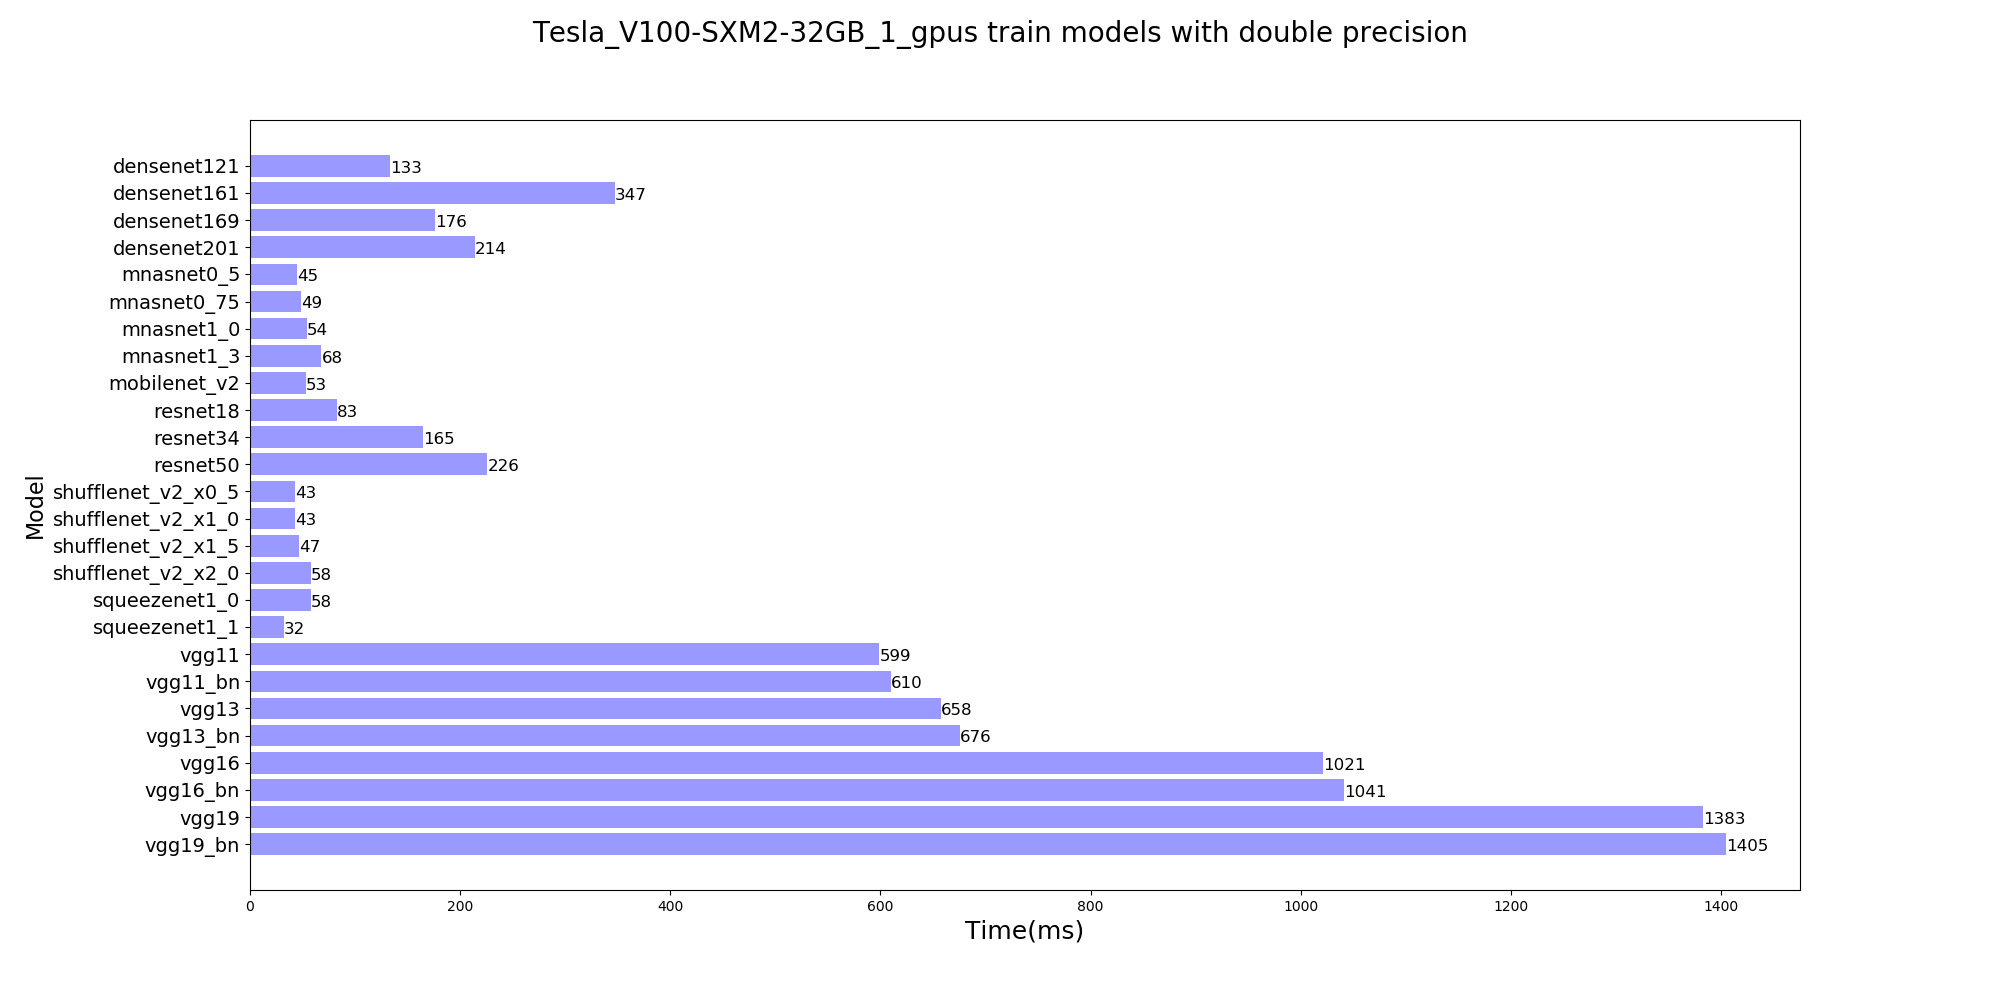 Tesla_V100-SXM2-32GB_1_gpus train models with double precision
densenet121 133
densenet161 347
densenet169 176
densenet201 214
mnasnet0_5 45
mnasnet0_75 49
mnasnet1_0 54
mnasnet1_3 68
mobilenet_v2 53
resnet18 83
resnet34 165
resnet50 226
shufflenet_v2_x0_5 43
shufflenet_v2_x1_0 43
shufflenet_v2_x1_5 47
shufflenet_v2_x2_0 58
squeezenet1_0 58
squeezenet1_1 32
vgg11 599
vgg11_bn 610
vgg13 658
vgg13_bn 676
vgg16 1021
vgg16_bn 1041
vgg19 1383
vgg19_bn 1405
Model
0 200 400 600 800 1000 1200 1400
Time(ms)